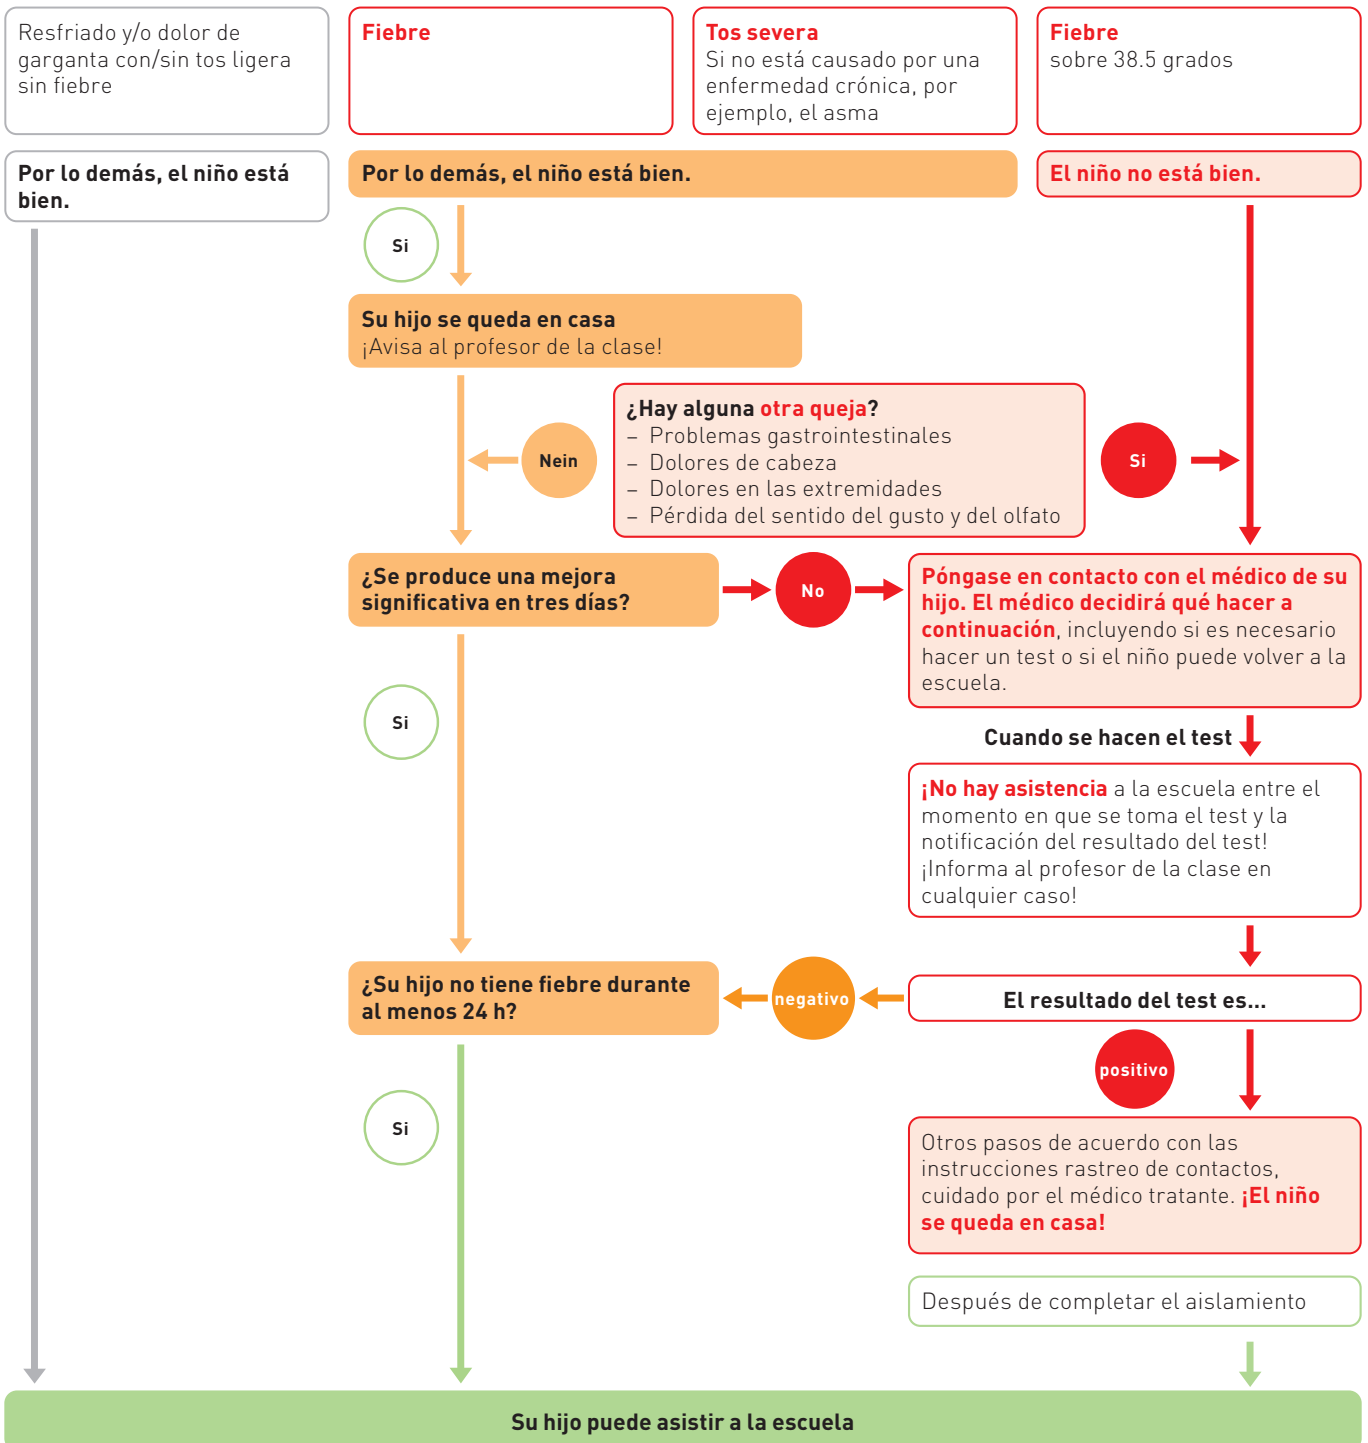 Resfriado y/o dolor de
garganta con/sin tos ligera
sin fiebre
Fiebre
Tos severa
Si no está causado por una
enfermedad crónica, por
ejemplo, el asma
Fiebre
sobre 38.5 grados
Por lo demás, el niño está
bien.
Por lo demás, el niño está bien.
El niño no está bien.
Si
Su hijo se queda en casa
¡Avisa al profesor de la clase!
¿Hay alguna otra queja?
– Problemas gastrointestinales
– Dolores de cabeza
– Dolores en las extremidades
– Pérdida del sentido del gusto y del olfato
Nein
Si
¿Se produce una mejora
significativa en tres días?
No
Póngase en contacto con el médico de su
hijo. El médico decidirá qué hacer a
continuación, incluyendo si es necesario
hacer un test o si el niño puede volver a la
escuela.
Si
Cuando se hacen el test
¡No hay asistencia a la escuela entre el
momento en que se toma el test y la
notificación del resultado del test!
¡Informa al profesor de la clase en
cualquier caso!
¿Su hijo no tiene fiebre durante
al menos 24 h?
negativo
El resultado del test es...
positivo
Si
Otros pasos de acuerdo con las
instrucciones rastreo de contactos,
cuidado por el médico tratante. ¡El niño
se queda en casa!
Después de completar el aislamiento
Su hijo puede asistir a la escuela